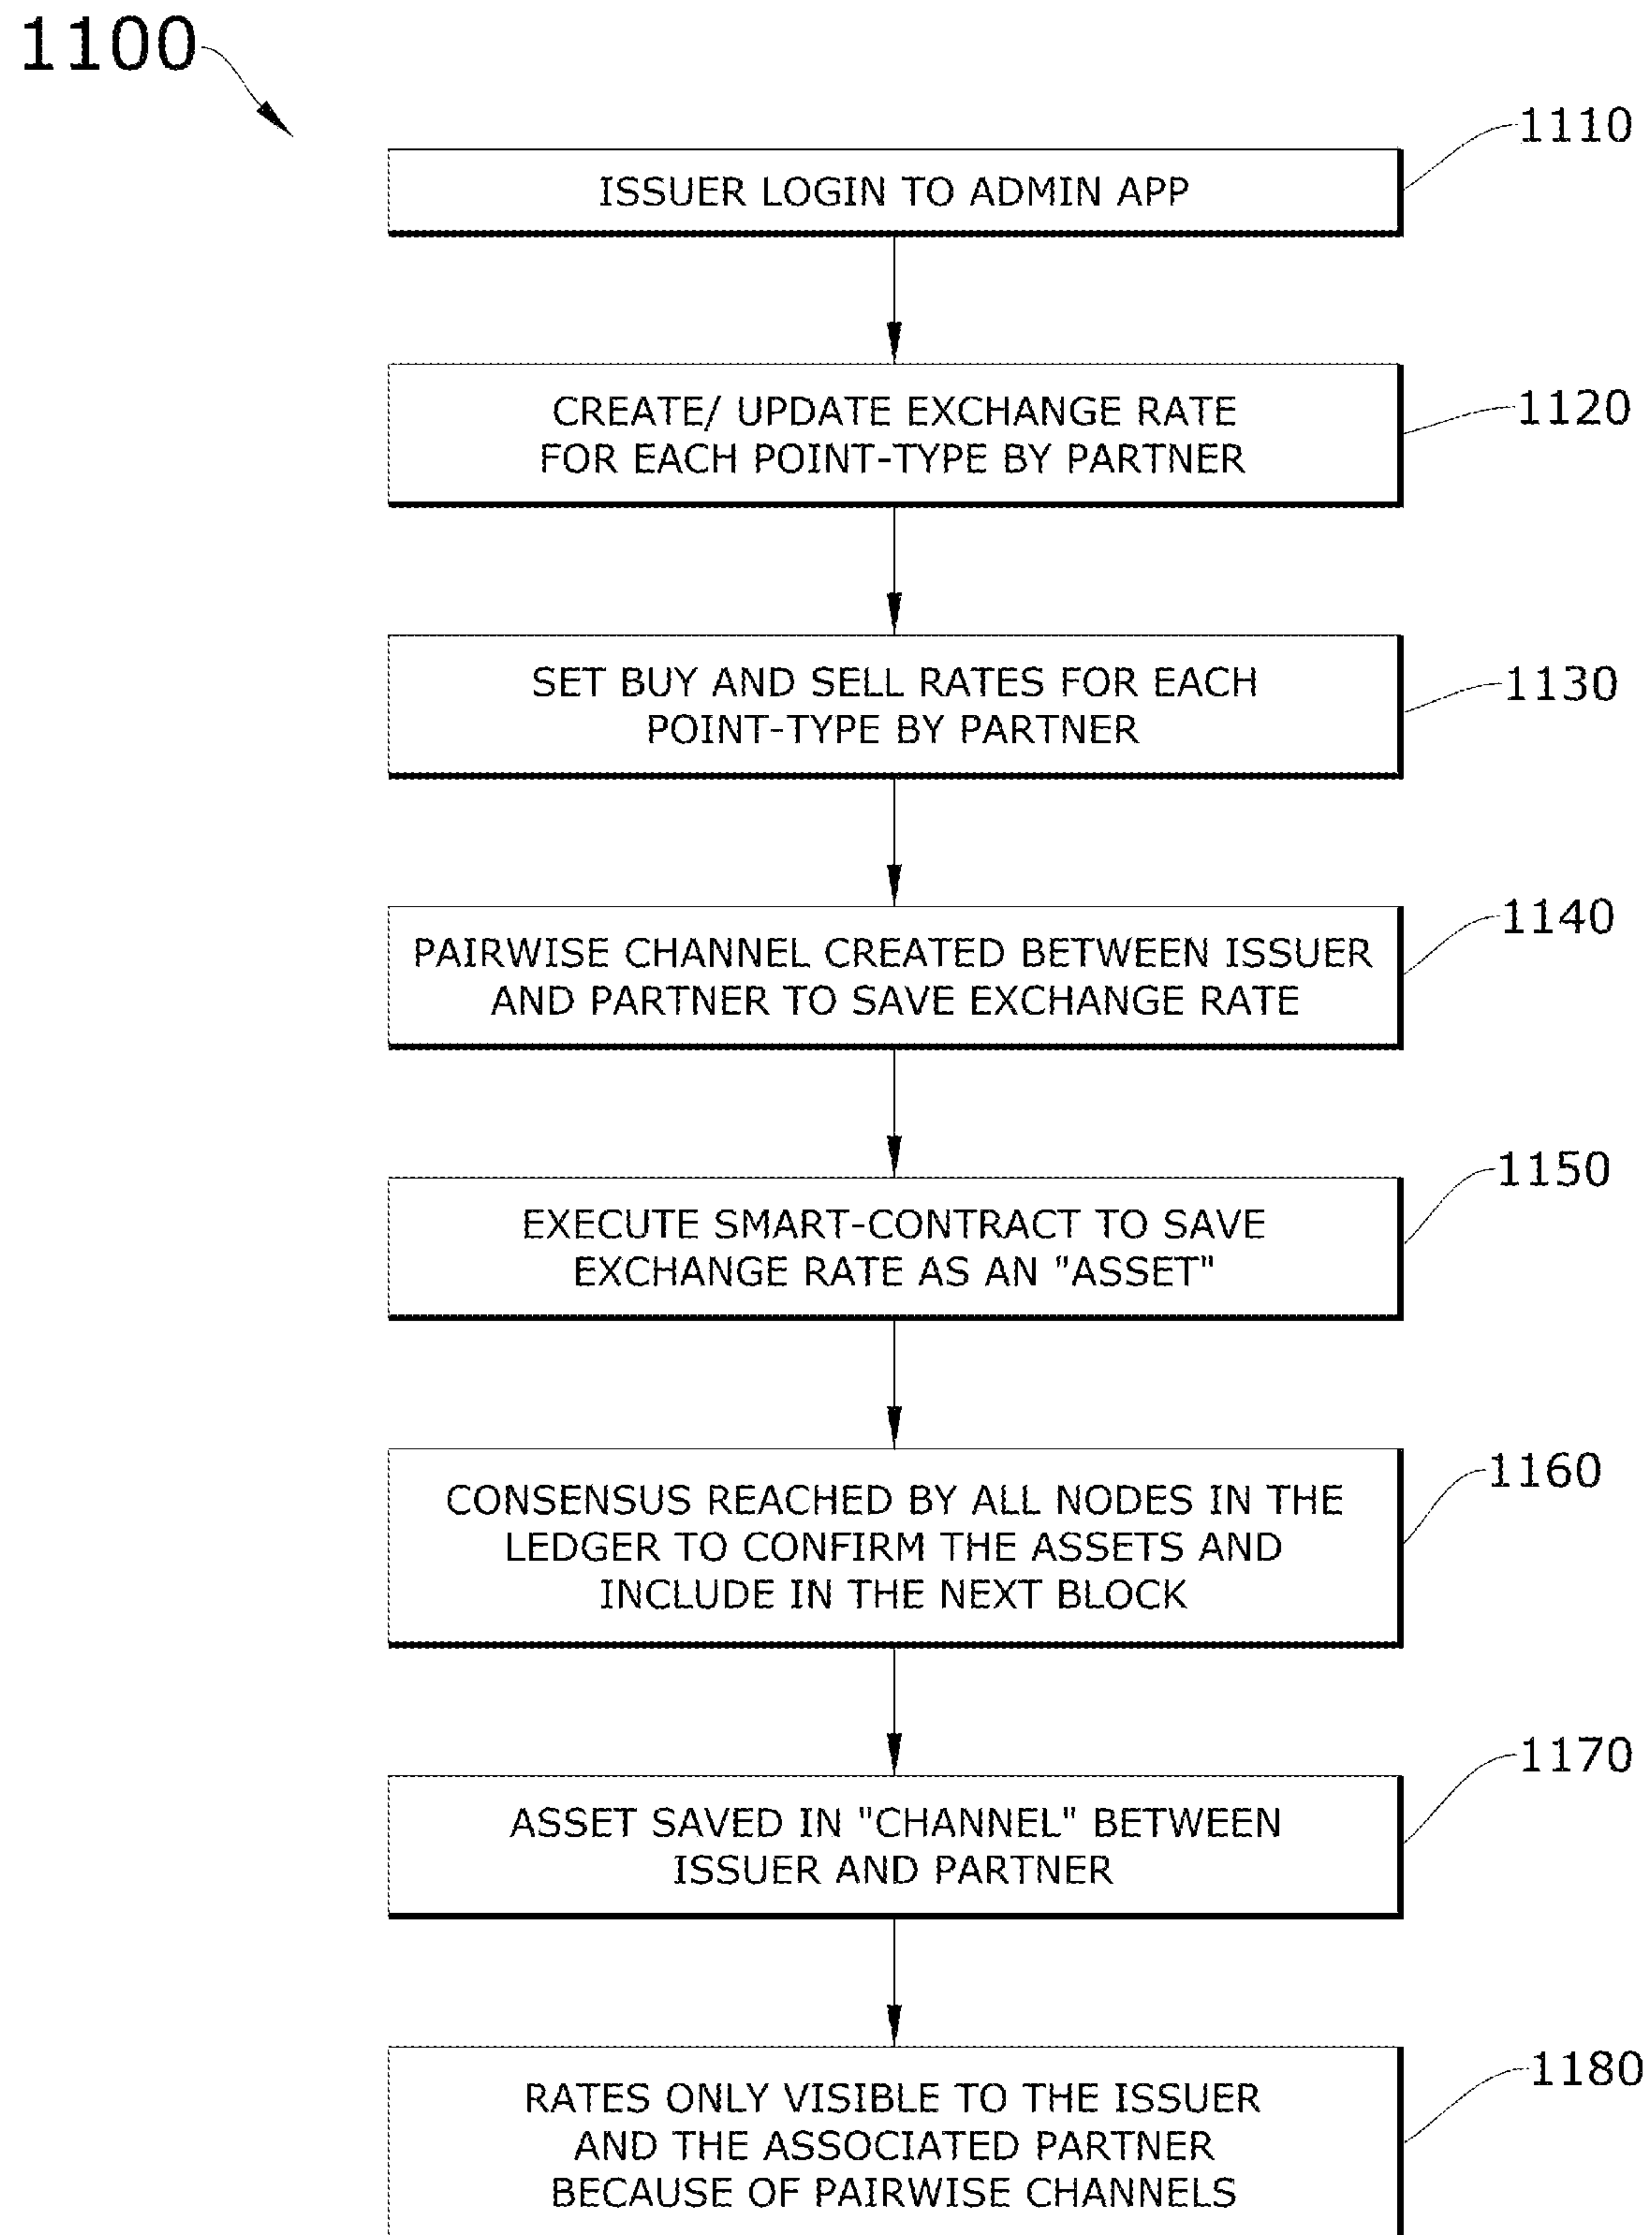 1100
1110
ISSUER LOGIN TO ADMIN APP
1120
CREATE/ UPDATE EXCHANGE RATE
FOR EACH POINT-TYPE BY PARTNER
1130
SET BUY AND SELL RATES FOR EACH
POINT-TYPE BY PARTNER
1140
PAIRWISE CHANNEL CREATED BETWEEN ISSUER
AND PARTNER TO SAVE EXCHANGE RATE
1150
EXECUTE SMART-CONTRACT TO SAVE
EXCHANGE RATE AS AN "ASSET"
1160
CONSENSUS REACHED BY ALL NODES IN THE
LEDGER TO CONFIRM THE ASSETS AND
INCLUDE IN THE NEXT BLOCK
1170
ASSET SAVED IN "CHANNEL" BETWEEN
ISSUER AND PARTNER
1180
RATES ONLY VISIBLE TO THE ISSUER
AND THE ASSOCIATED PARTNER
BECAUSE OF PAIRWISE CHANNELS